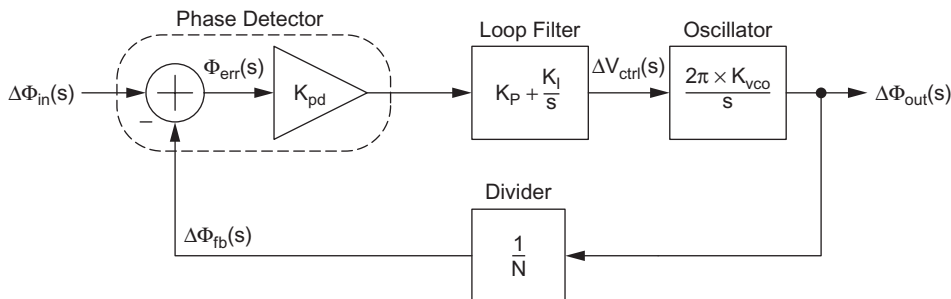 Phase Detector
Loop Filter
Oscillator
ΔΦin(s)
Φerr(s)
Kpd
KP + KI/s
ΔVctrl(s)
2π × Kvco/s
ΔΦout(s)
−
Divider
ΔΦfb(s)
1/N